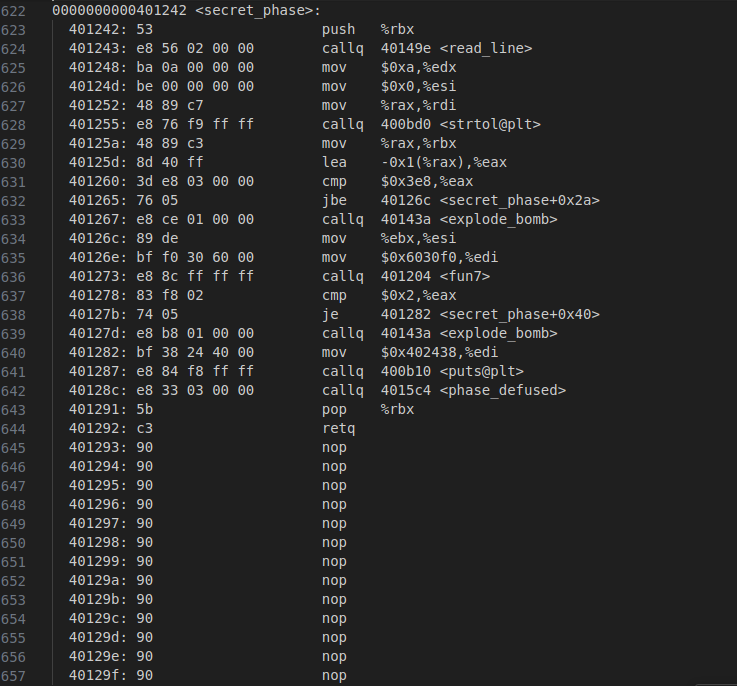 622 0000000000401242 <secret_phase>:
623 401242: 53 push %rbx
624 401243: e8 56 02 00 00 callq 40149e <read_line>
625 401248: ba 0a 00 00 00 mov $0xa,%edx
626 40124d: be 00 00 00 00 mov $0x0,%esi
627 401252: 48 89 c7 mov %rax,%rdi
628 401255: e8 76 f9 ff ff callq 400bd0 <strtol@plt>
629 40125a: 48 89 c3 mov %rax,%rbx
630 40125d: 8d 40 ff lea -0x1(%rax),%eax
631 401260: 3d e8 03 00 00 cmp $0x3e8,%eax
632 401265: 76 05 jbe 40126c <secret_phase+0x2a>
633 401267: e8 ce 01 00 00 callq 40143a <explode_bomb>
634 40126c: 89 de mov %ebx,%esi
635 40126e: bf f0 30 60 00 mov $0x6030f0,%edi
636 401273: e8 8c ff ff ff callq 401204 <fun7>
637 401278: 83 f8 02 cmp $0x2,%eax
638 40127b: 74 05 je 401282 <secret_phase+0x40>
639 40127d: e8 b8 01 00 00 callq 40143a <explode_bomb>
640 401282: bf 38 24 40 00 mov $0x402438,%edi
641 401287: e8 84 f8 ff ff callq 400b10 <puts@plt>
642 40128c: e8 33 03 00 00 callq 4015c4 <phase_defused>
643 401291: 5b pop %rbx
644 401292: c3 retq
645 401293: 90 nop
646 401294: 90 nop
647 401295: 90 nop
648 401296: 90 nop
649 401297: 90 nop
650 401298: 90 nop
651 401299: 90 nop
652 40129a: 90 nop
653 40129b: 90 nop
654 40129c: 90 nop
655 40129d: 90 nop
656 40129e: 90 nop
657 40129f: 90 nop